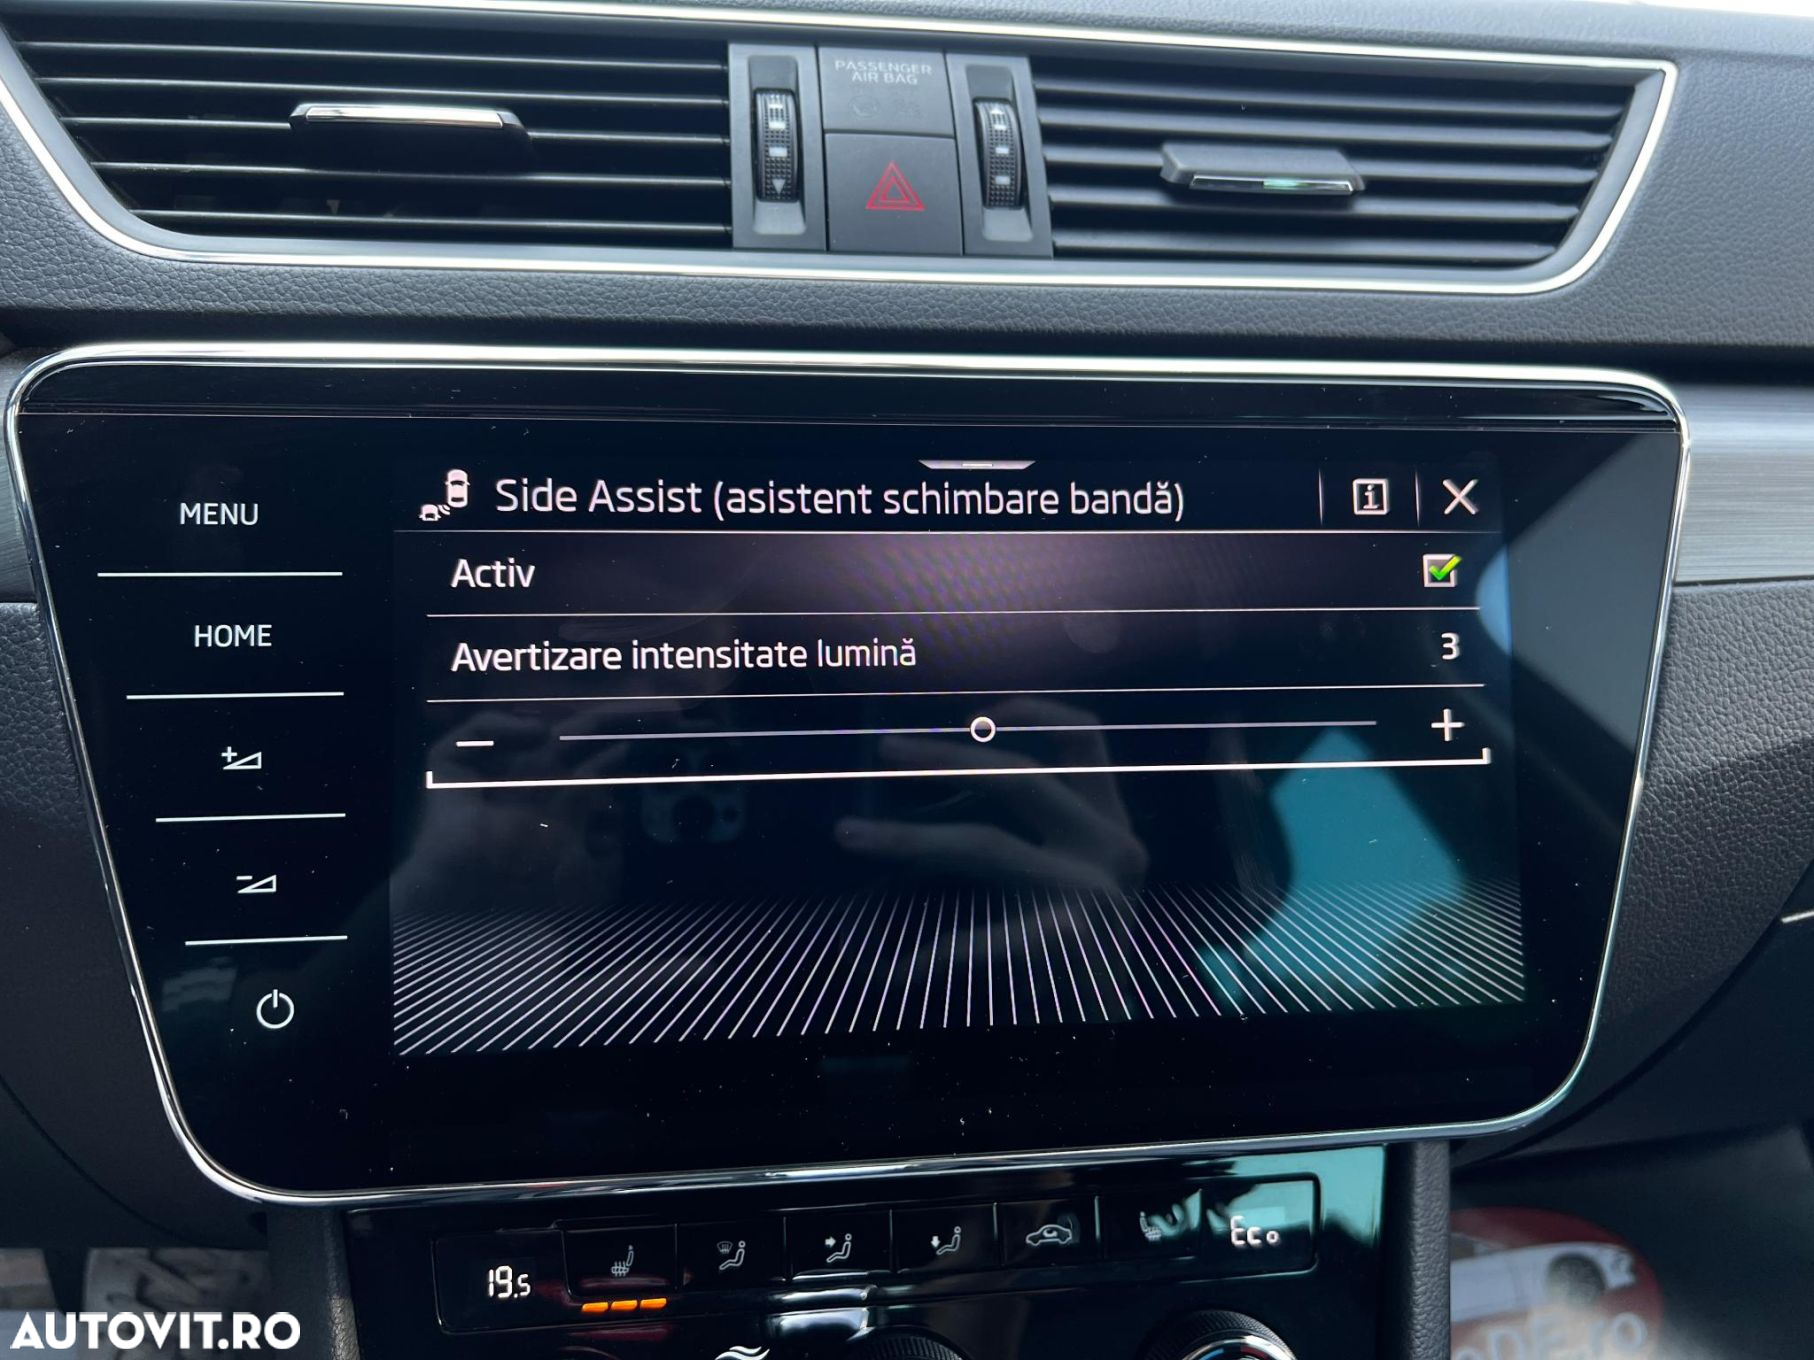 PASSENGER
AIR BAG
MENU
HOME
Side Assist (asistent schimbare bandă)
Activ
Avertizare intensitate lumină
3
19.5
Eco
AUTOVIT.RO